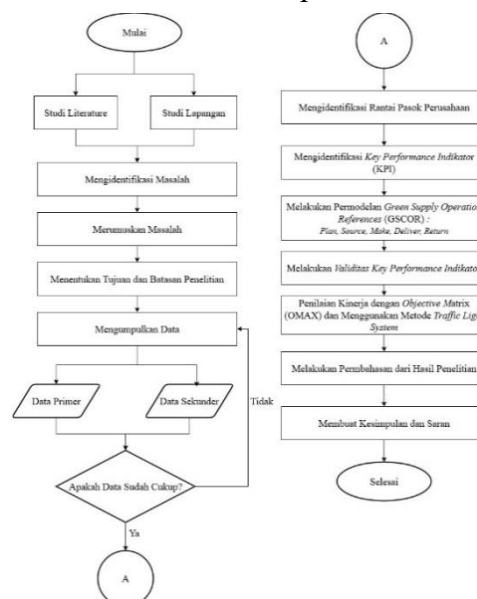 Mulai
Studi Literature
Studi Lapangan
Mengidentifikasi Masalah
Merumuskan Masalah
Menentukan Tujuan dan Batasan Penelitian
Mengumpulkan Data
Data Primer
Data Sekunder
Tidak
Apakah Data Sudah Cukup?
Ya
A
A
Mengidentifikasi Rantai Pasok Perusahaan
Mengidentifikasi Key Performance Indikator
(KPI)
Melakukan Permodelan Green Supply Operation
References (GSCOR) :
Plan, Source, Make, Deliver, Return
Melakukan Validitas Key Performance Indikator
Penilaian Kinerja dengan Objective Matrix
(OMAX) dan Menggunakan Metode Traffic Lig
System
Melakukan Pembahasan dari Hasil Penelitian
Membuat Kesimpulan dan Saran
Selesai